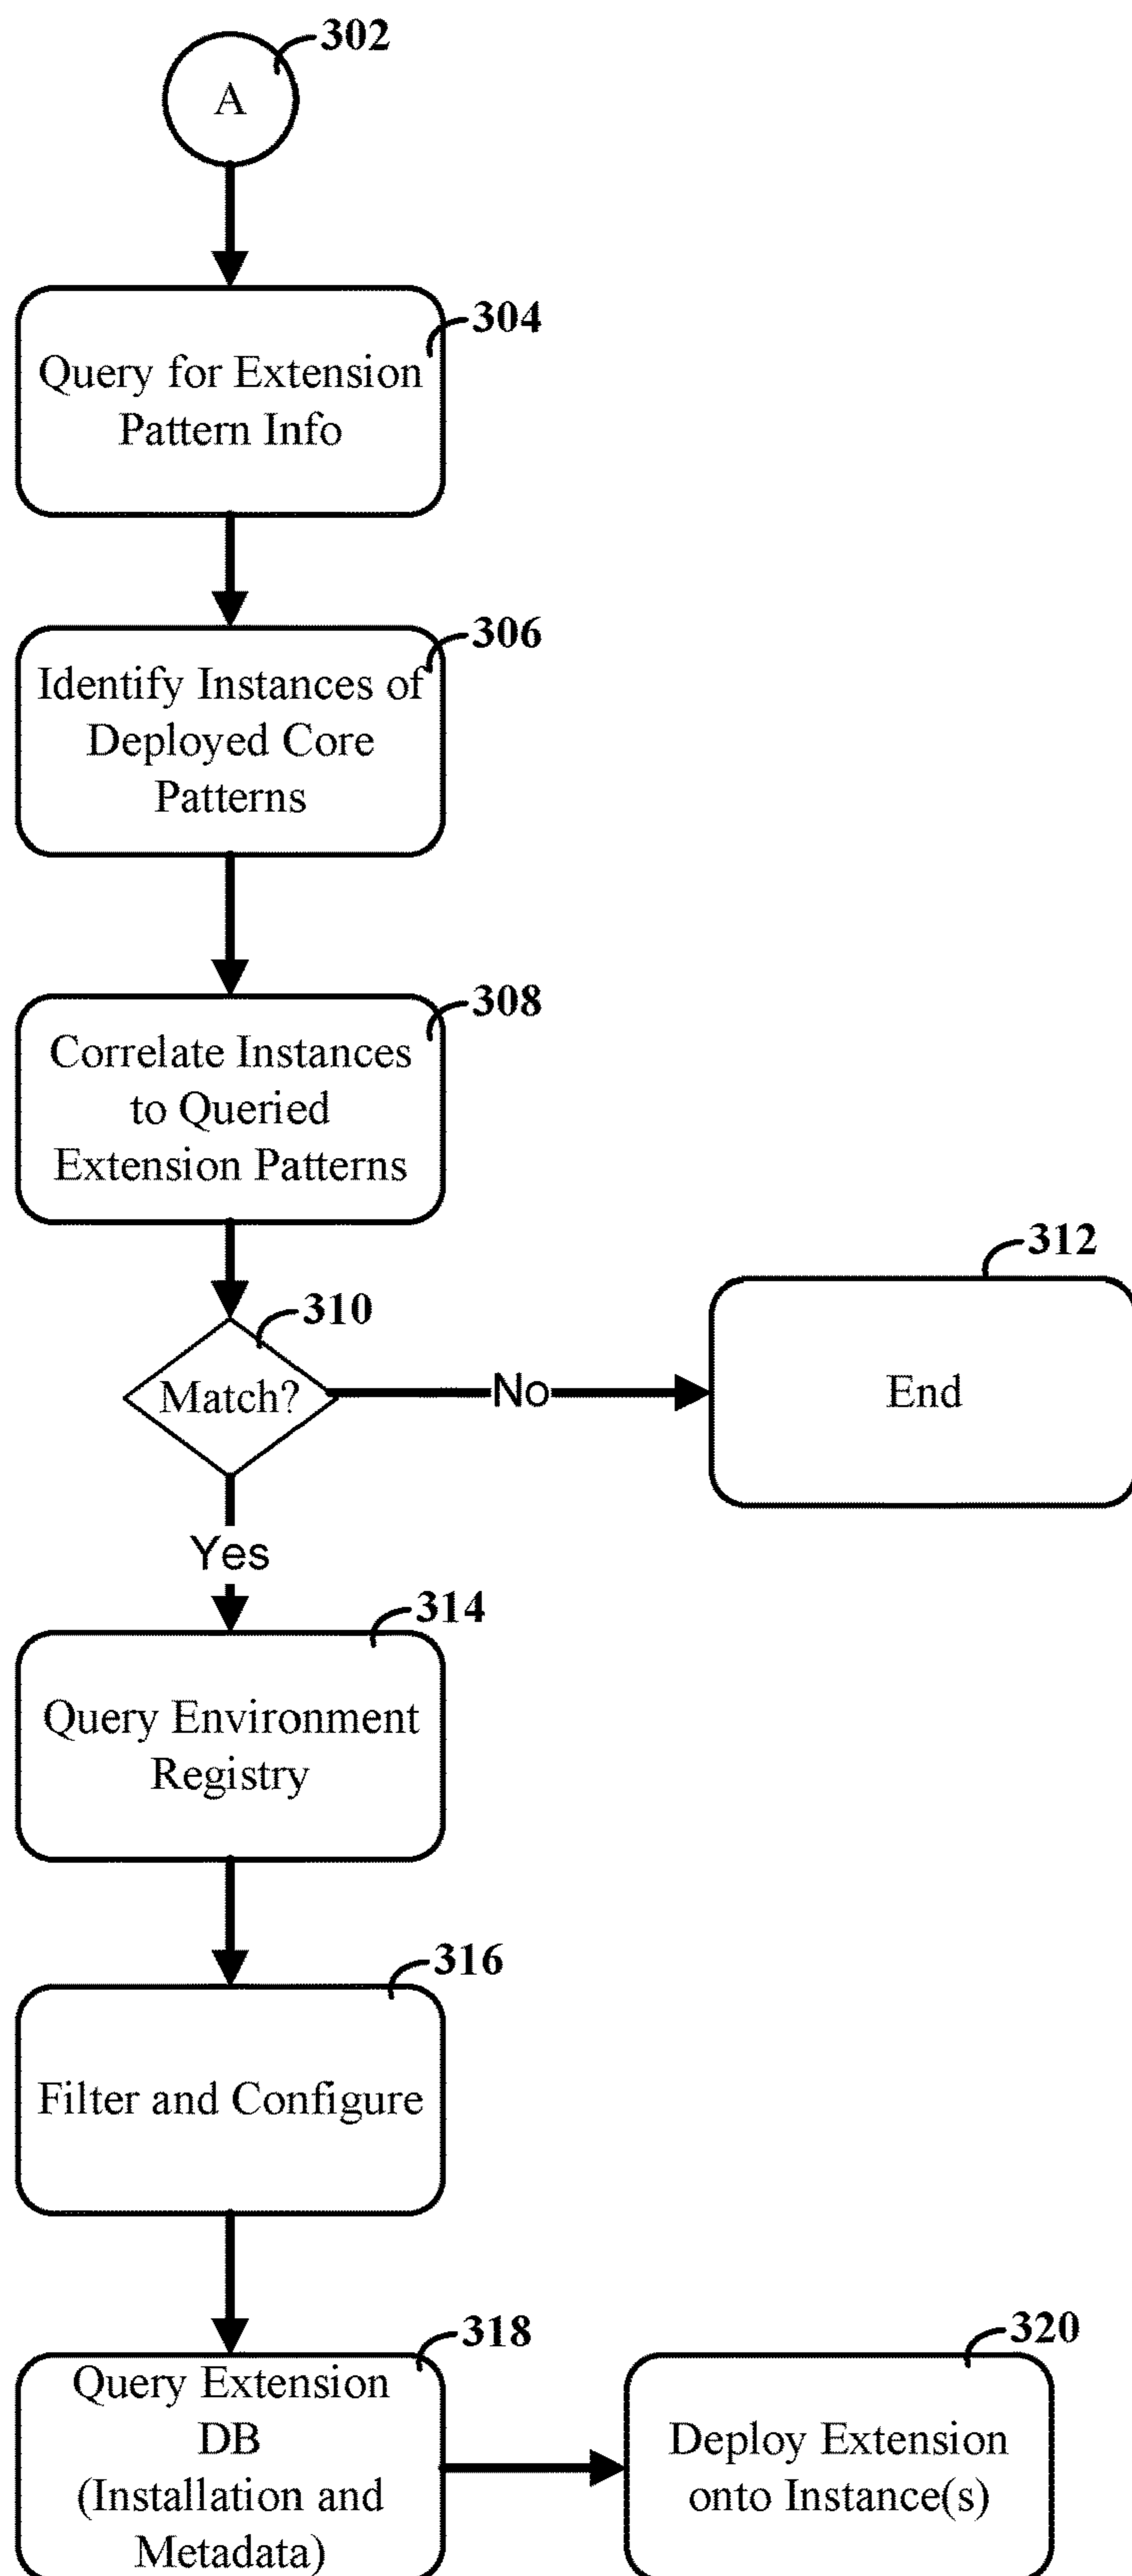 302
A
304
Query for Extension
Pattern Info
306
Identify Instances of
Deployed Core
Patterns
308
Correlate Instances
to Queried
Extension Patterns
310
Match?
No
312
End
Yes
314
Query Environment
Registry
316
Filter and Configure
318
Query Extension
DB
(Installation and
Metadata)
320
Deploy Extension
onto Instance(s)